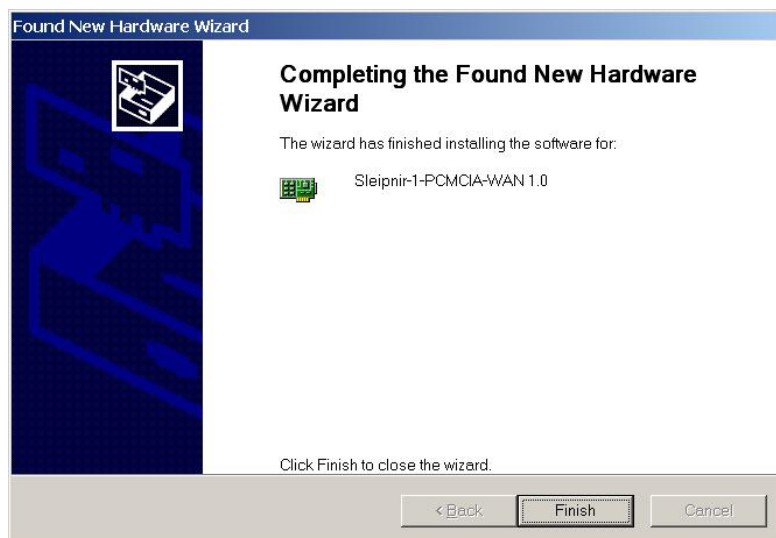 Found New Hardware Wizard
Completing the Found New Hardware
Wizard
The wizard has finished installing the software for:
Sleipnir-1-PCMCIA-WAN 1.0
Click Finish to close the wizard.
< Back
Finish
Cancel